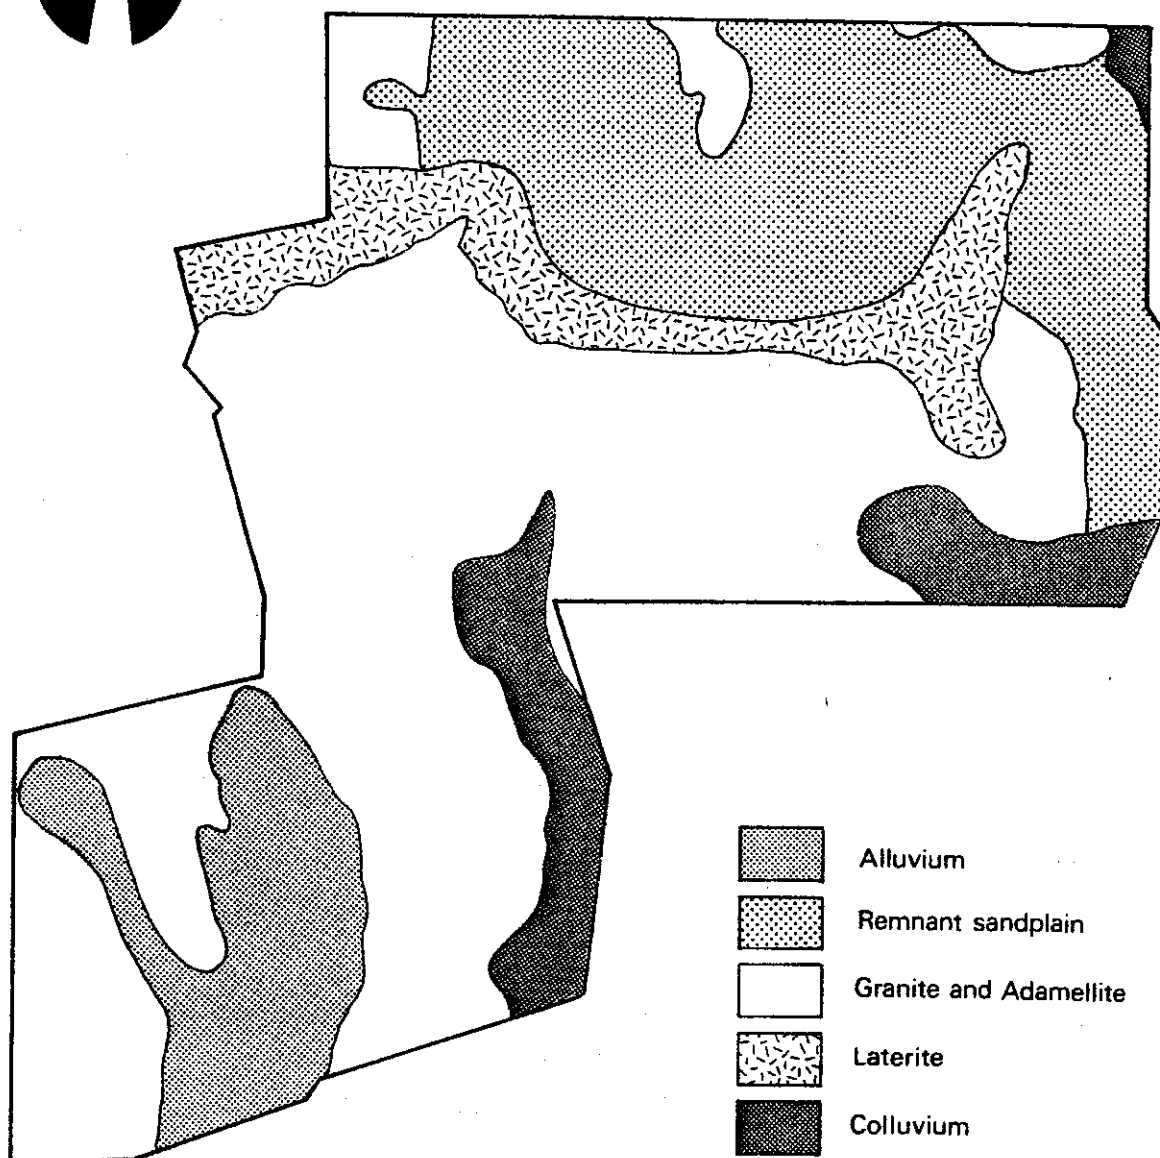 Alluvium
Remnant sandplain
Granite and Adamellite
Laterite
Colluvium